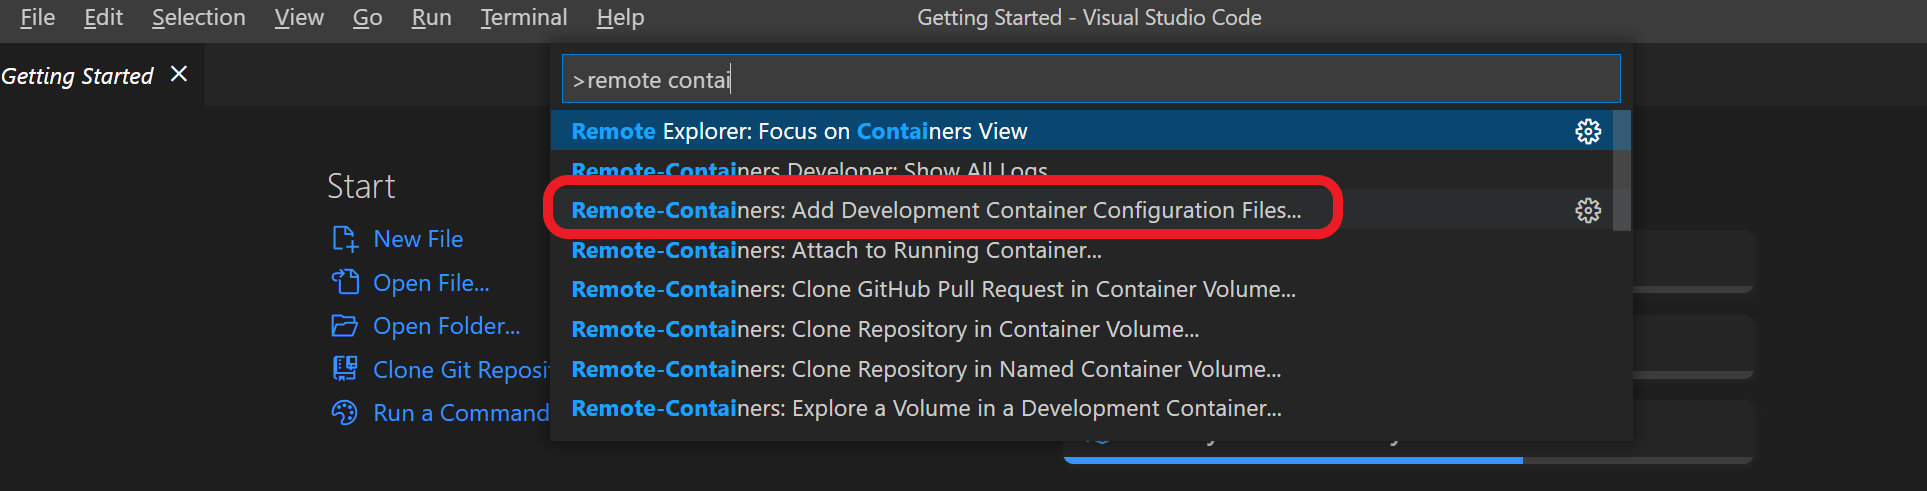 File Edit Selection View Go Run Terminal Help Getting Started - Visual Studio Code
Getting Started
>remote contai
Remote Explorer: Focus on Containers View
Remote-Containers Developer: Show All Logs
Remote-Containers: Add Development Container Configuration Files...
Remote-Containers: Attach to Running Container...
Remote-Containers: Clone GitHub Pull Request in Container Volume...
Remote-Containers: Clone Repository in Container Volume...
Remote-Containers: Clone Repository in Named Container Volume...
Remote-Containers: Explore a Volume in a Development Container...
Start
New File
Open File...
Open Folder...
Clone Git Reposi
Run a Command